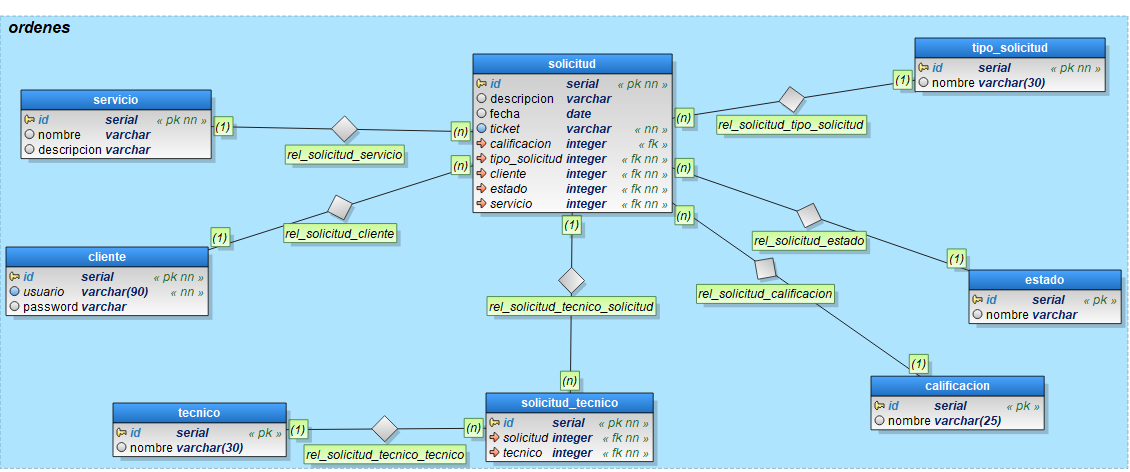 ordenes
servicio
id serial « pk nn »
nombre varchar
descripcion varchar
(1)
(n)
rel_solicitud_servicio
solicitud
id serial « pk nn »
descripcion varchar
fecha date
ticket varchar « nn »
calificacion integer « fk »
tipo_solicitud integer « fk nn »
cliente integer « fk nn »
estado integer « fk nn »
servicio integer « fk nn »
tipo_solicitud
id serial « pk nn »
nombre varchar(30)
(1)
(n)
rel_solicitud_tipo_solicitud
cliente
id serial « pk nn »
usuario varchar(90) « nn »
password varchar
(1)
(n)
rel_solicitud_cliente
(n)
rel_solicitud_estado
(1)
estado
id serial « pk »
nombre varchar
(n)
rel_solicitud_calificacion
(1)
calificacion
id serial « pk »
nombre varchar(25)
(1)
rel_solicitud_tecnico_solicitud
(n)
solicitud_tecnico
id serial « pk nn »
solicitud integer « fk nn »
tecnico integer « fk nn »
tecnico
id serial « pk »
nombre varchar(30)
(1)
(n)
rel_solicitud_tecnico_tecnico